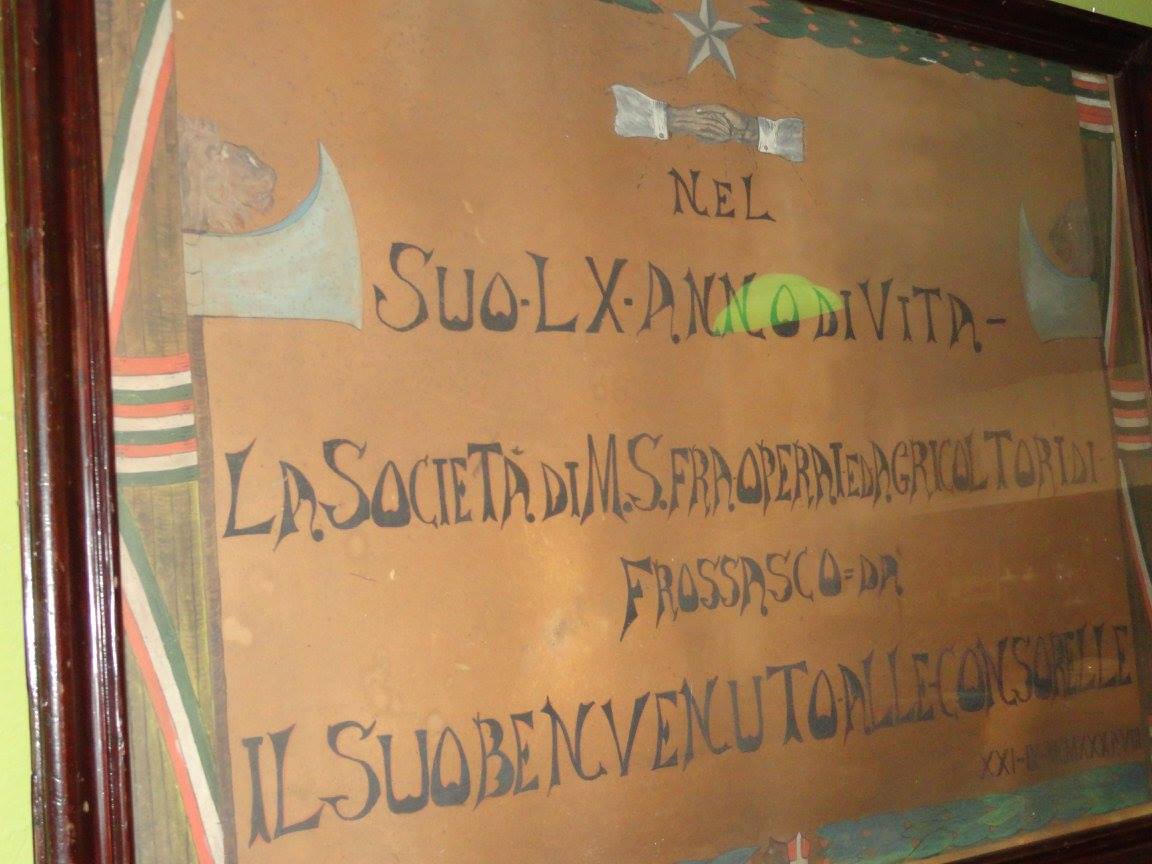 NEL
SUO-LX-ANNO DI VITA-
LA SOCIETÀ DI M.S. FRA OPERAI ED AGRICOLTORI DI-
FROSSASCO=DA
IL SUO BENVENUTO-ALLE-CONSORELLE
XXI-